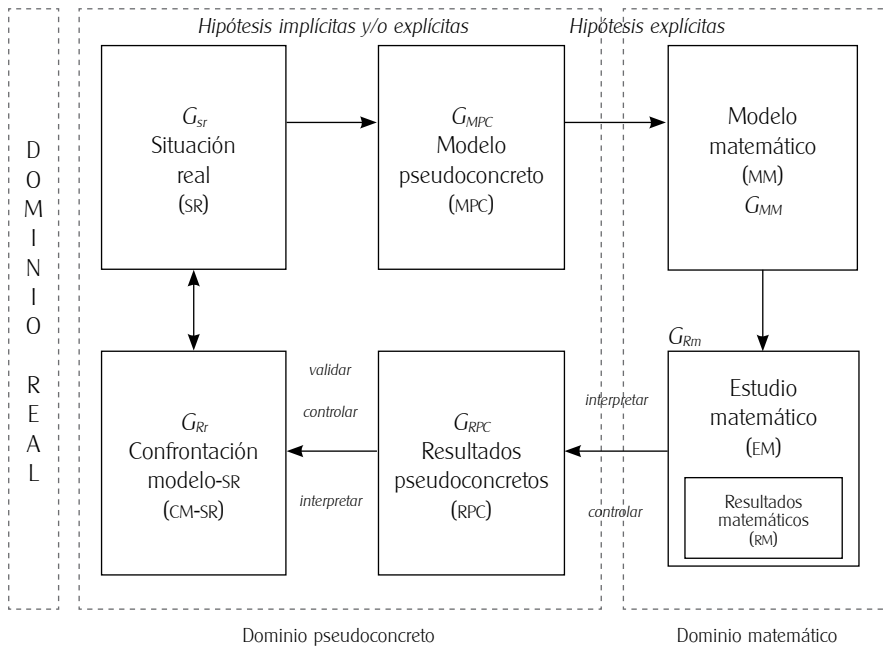 Hipótesis implícitas y/o explícitas
Hipótesis explícitas
DOMINIO REAL
G_sr
Situación
real
(SR)
G_MPC
Modelo
pseudoconcreto
(MPC)
Modelo
matemático
(MM)
G_MM
G_Rr
Confrontación
modelo-SR
(CM-SR)
validar
controlar
interpretar
G_RPC
Resultados
pseudoconcretos
(RPC)
interpretar
controlar
G_Rm
Estudio
matemático
(EM)
Resultados
matemáticos
(RM)
Dominio pseudoconcreto
Dominio matemático